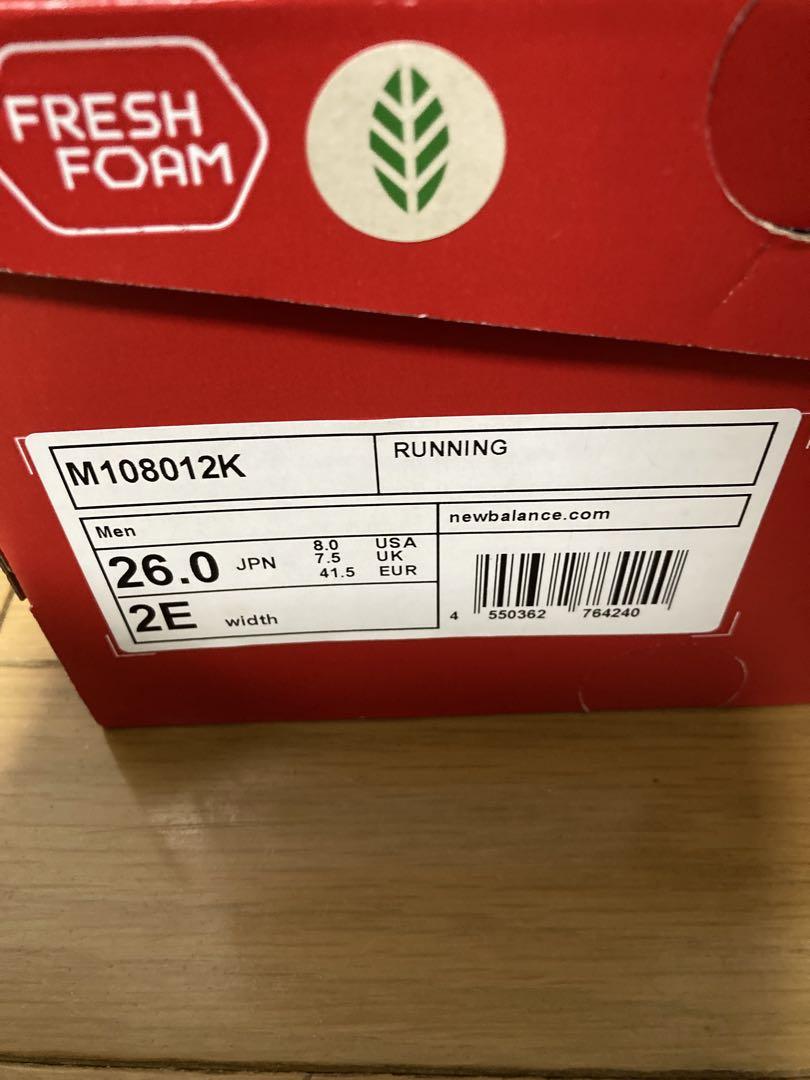 FRESH
FOAM
M108012K
RUNNING
Men
newbalance.com
26.0 JPN
8.0 USA
7.5 UK
41.5 EUR
2E width
4 550362 764240